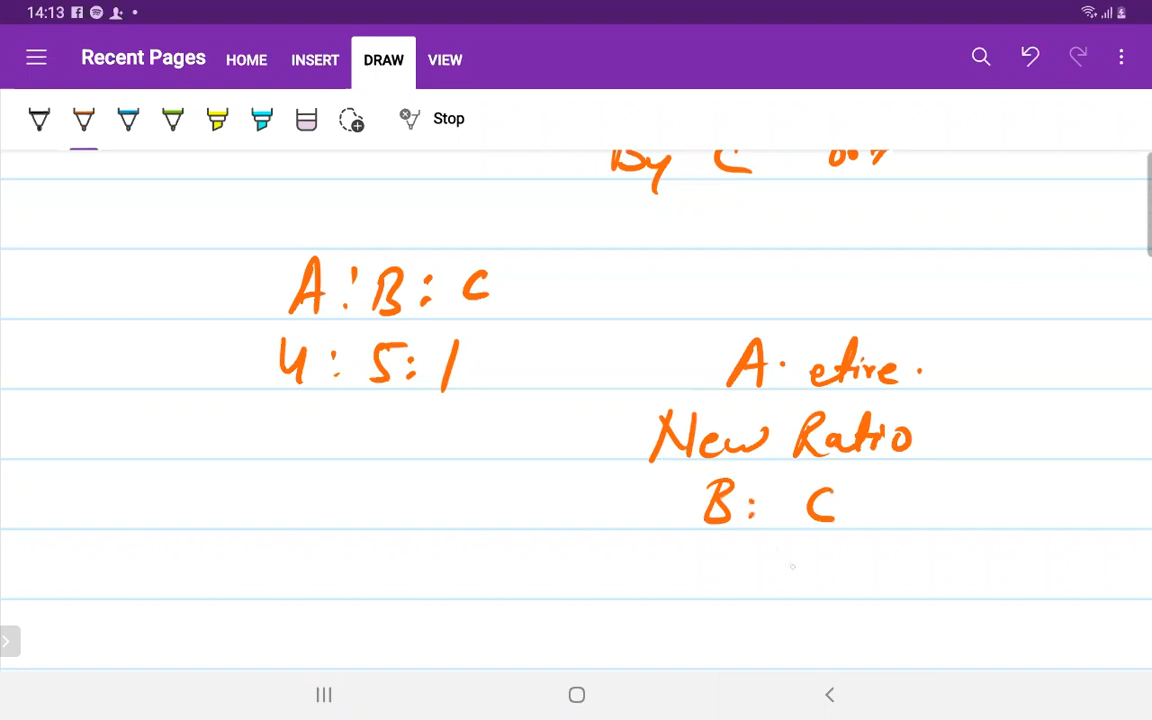 14:13
Recent Pages HOME INSERT DRAW VIEW
Stop
By C
A : B : C
4 : 5 : 1
A. etire.
New Ratio
B : C